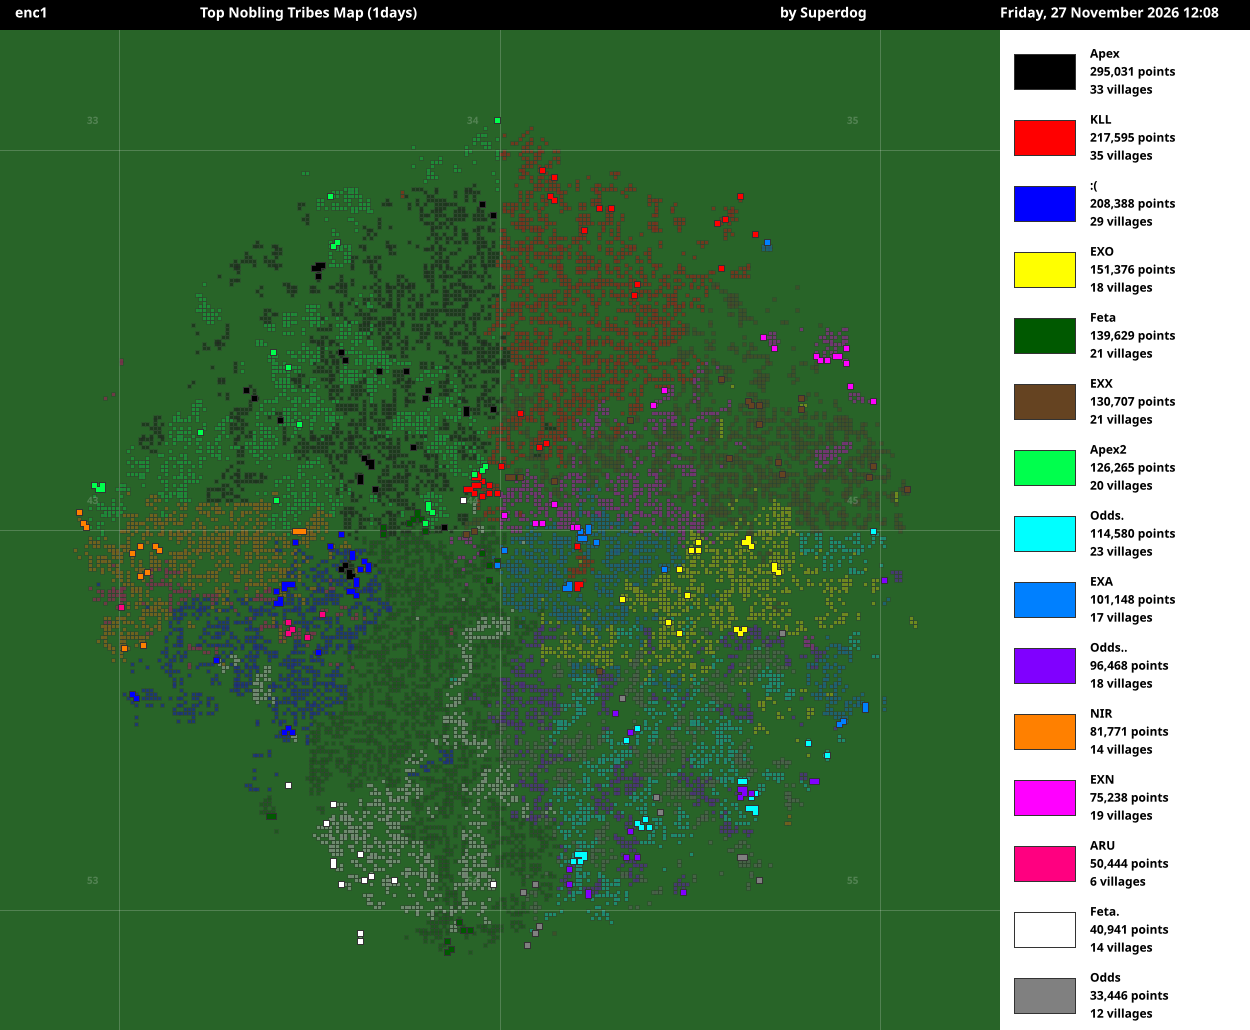 enc1 Top Nobling Tribes Map (1days) by Superdog Friday, 27 November 2026 12:08
33 34 35
43 45
53 55
Apex
295,031 points
33 villages
KLL
217,595 points
35 villages
:(
208,388 points
29 villages
EXO
151,376 points
18 villages
Feta
139,629 points
21 villages
EXX
130,707 points
21 villages
Apex2
126,265 points
20 villages
Odds.
114,580 points
23 villages
EXA
101,148 points
17 villages
Odds..
96,468 points
18 villages
NIR
81,771 points
14 villages
EXN
75,238 points
19 villages
ARU
50,444 points
6 villages
Feta.
40,941 points
14 villages
Odds
33,446 points
12 villages